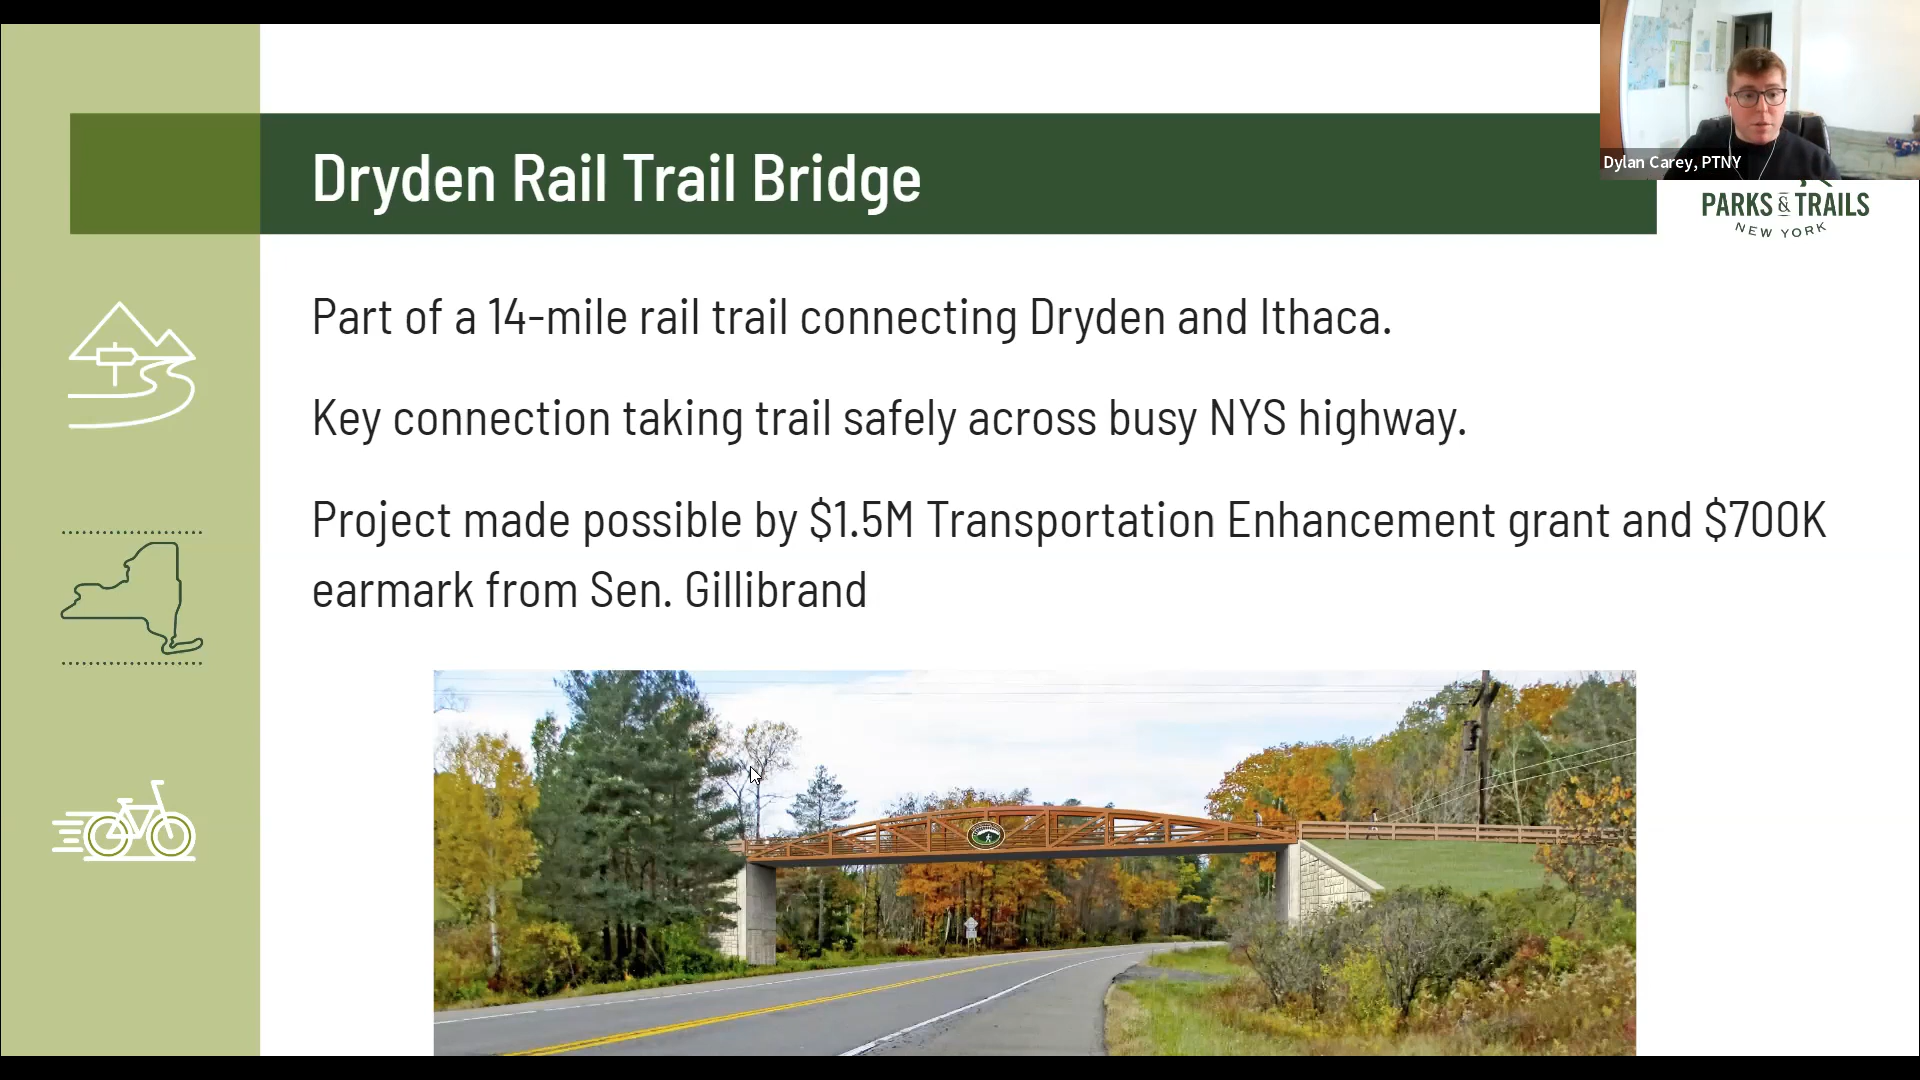 Dryden Rail Trail Bridge
Dylan Carey, PTNY
PARKS & TRAILS
NEW YORK
Part of a 14-mile rail trail connecting Dryden and Ithaca.
Key connection taking trail safely across busy NYS highway.
Project made possible by $1.5M Transportation Enhancement grant and $700K
earmark from Sen. Gillibrand